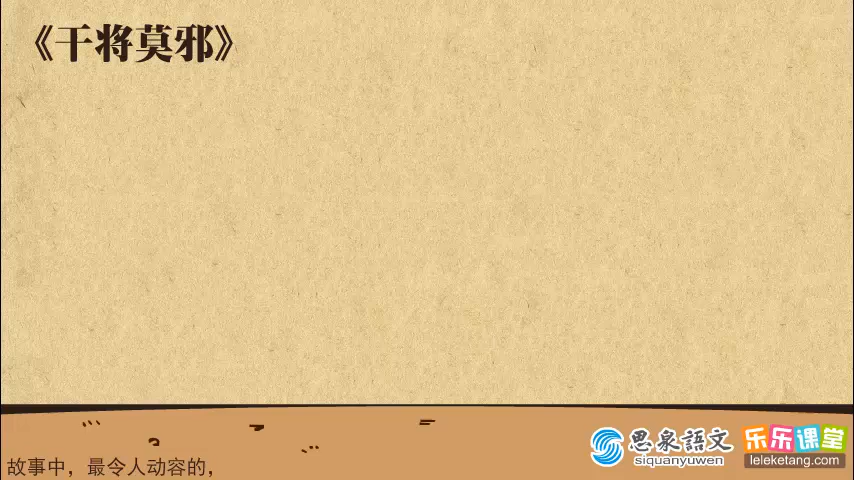 《干将莫邪》
故事中，最令人动容的，
思泉語文
siquanyuwen
乐乐课堂
leleketang.com